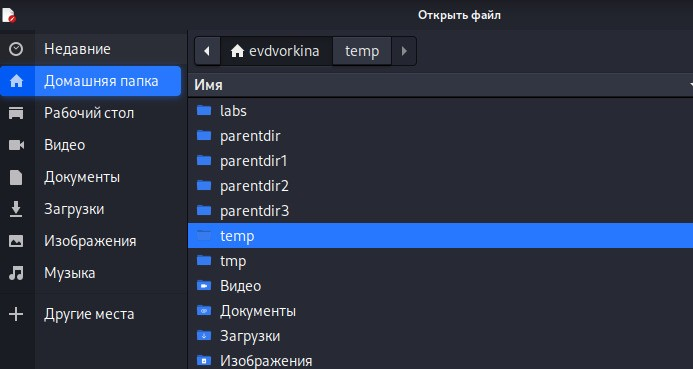 Открыть файл
Недавние
Домашняя папка
Рабочий стол
Видео
Документы
Загрузки
Изображения
Музыка
Другие места
evdvorkina temp
Имя
labs
parentdir
parentdir1
parentdir2
parentdir3
temp
tmp
Видео
Документы
Загрузки
Изображения